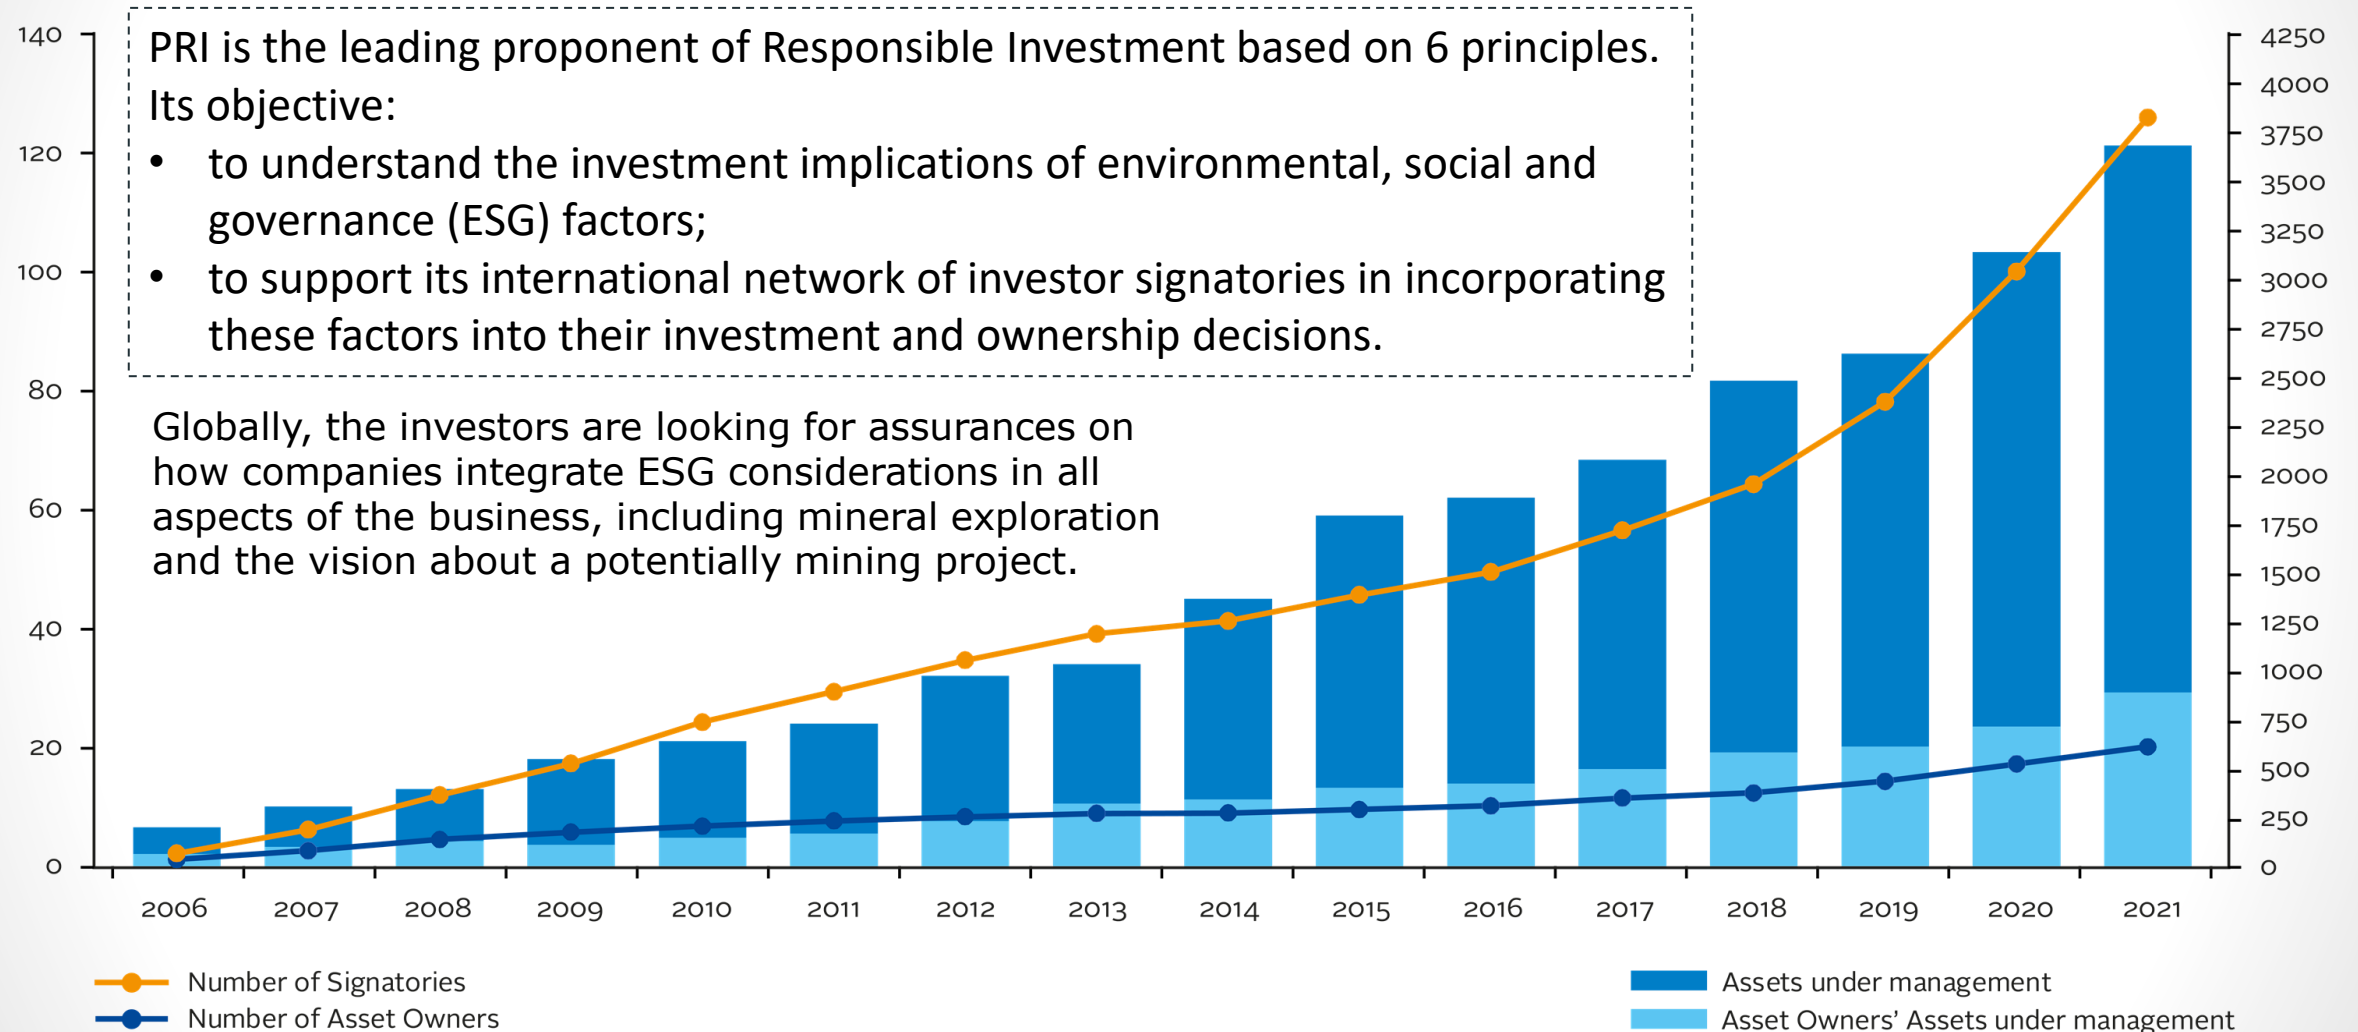 PRI is the leading proponent of Responsible Investment based on 6 principles.
Its objective:
• to understand the investment implications of environmental, social and
governance (ESG) factors;
• to support its international network of investor signatories in incorporating
these factors into their investment and ownership decisions.
Globally, the investors are looking for assurances on
how companies integrate ESG considerations in all
aspects of the business, including mineral exploration
and the vision about a potentially mining project.
140
120
100
80
60
40
20
0
4250
4000
3750
3500
3250
3000
2750
2500
2250
2000
1750
1500
1250
1000
750
500
250
0
2006 2007 2008 2009 2010 2011 2012 2013 2014 2015 2016 2017 2018 2019 2020 2021
Number of Signatories
Number of Asset Owners
Assets under management
Asset Owners' Assets under management